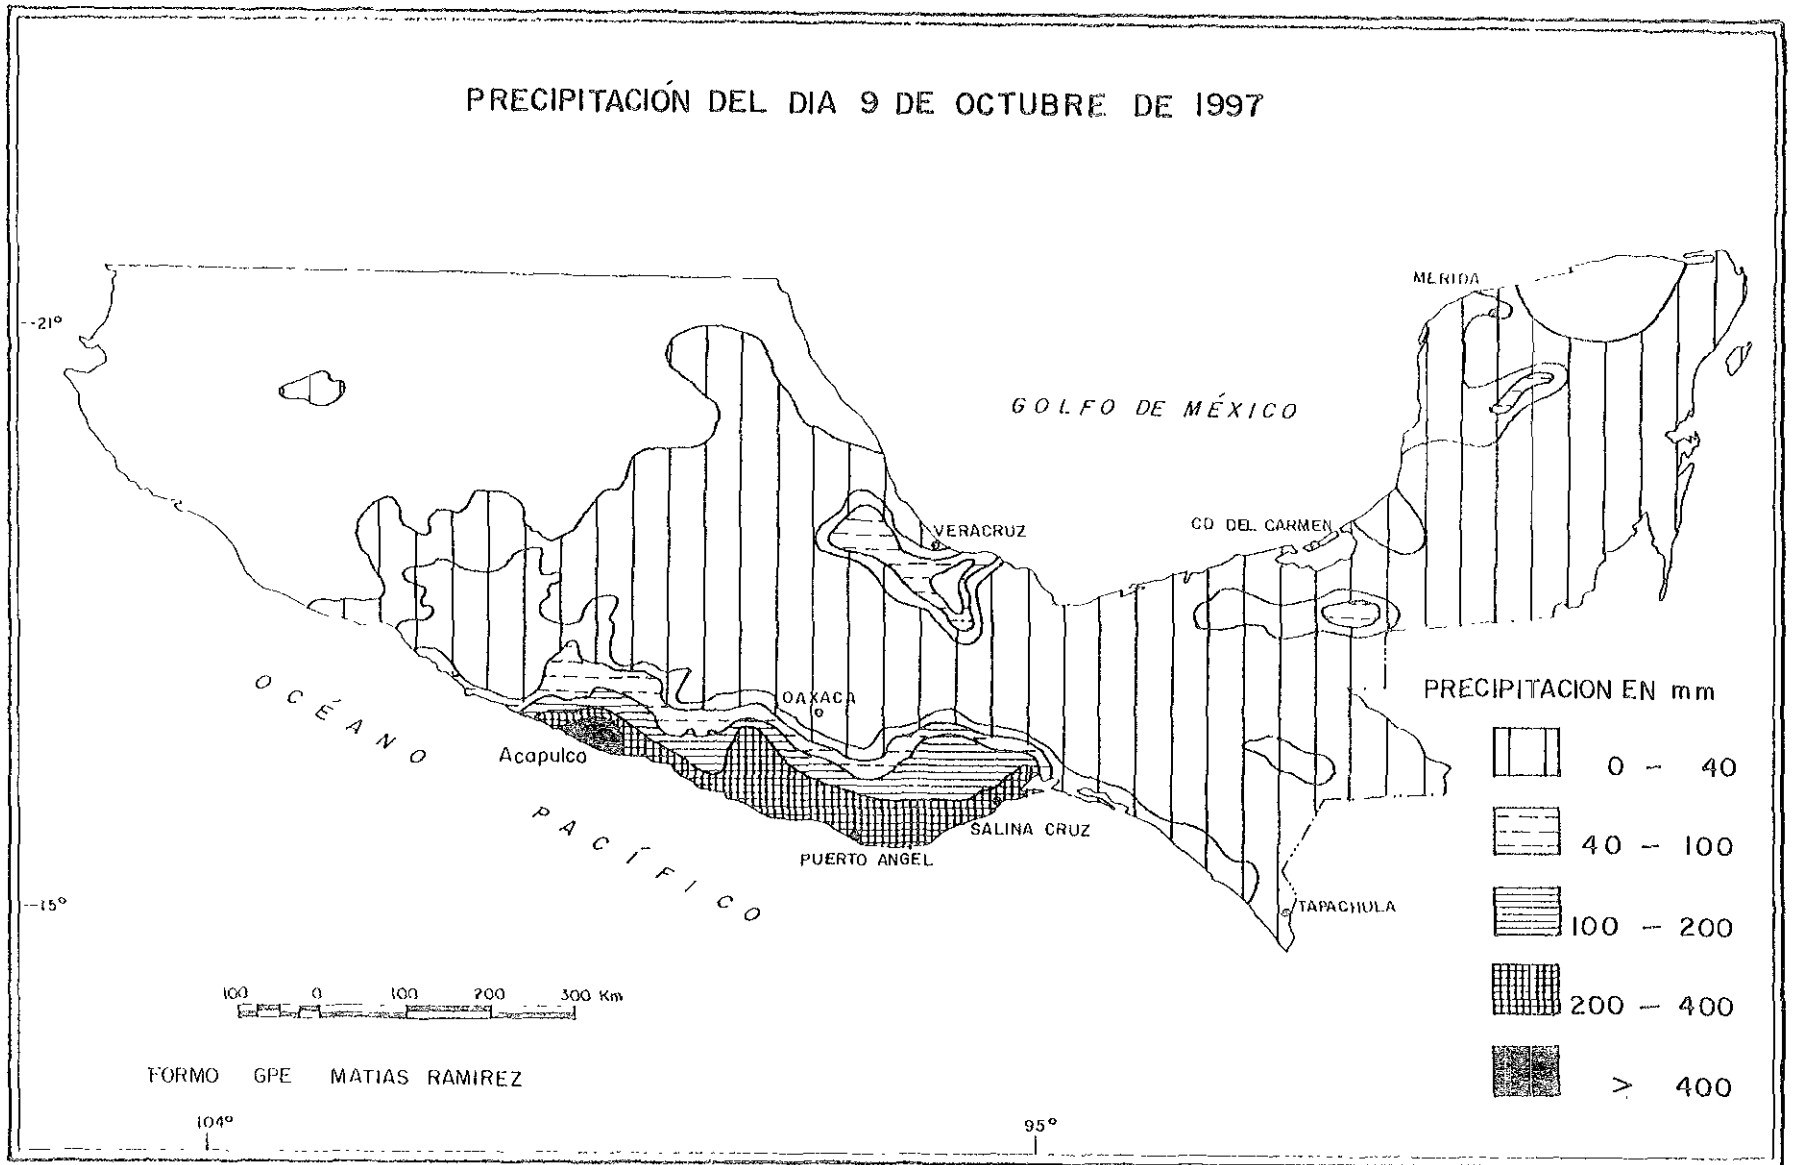 PRECIPITACIÓN DEL DIA 9 DE OCTUBRE DE 1997
MERIDA
--21°
GOLFO DE MÉXICO
VERACRUZ
CD DEL CARMEN
OCÉANO
PACÍFICO
OAXACA
Acapulco
SALINA CRUZ
PUERTO ANGEL
TAPACHULA
--15°
PRECIPITACION EN mm
0 - 40
40 - 100
100 - 200
200 - 400
> 400
100 0 100 200 300 Km
FORMO GPE MATIAS RAMIREZ
104° 95°